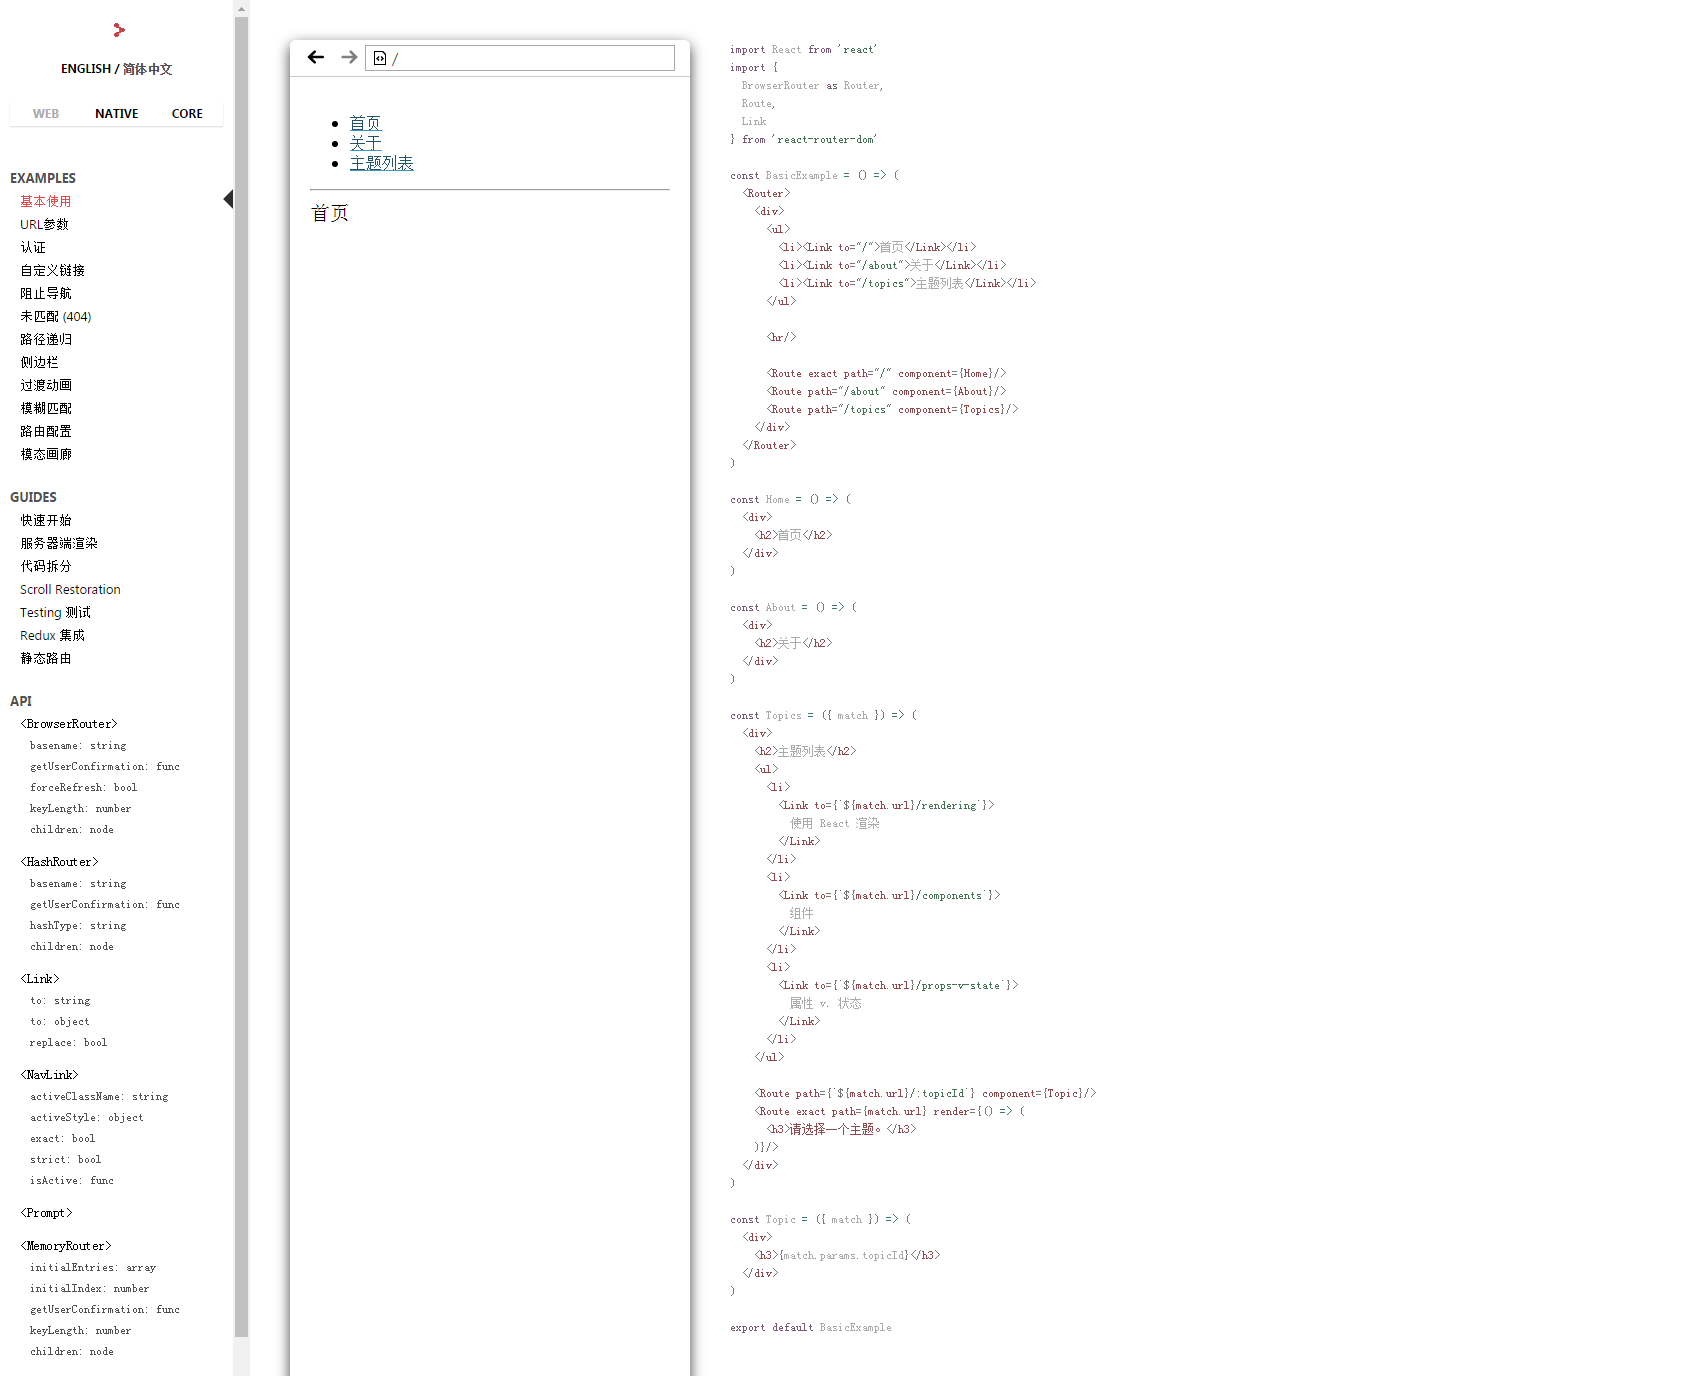 ENGLISH / 简体中文
WEB NATIVE CORE
EXAMPLES
基本使用
URL参数
认证
自定义链接
阻止导航
未匹配 (404)
路径递归
侧边栏
过渡动画
模糊匹配
路由配置
模态画廊
GUIDES
快速开始
服务器端渲染
代码拆分
Scroll Restoration
Testing 测试
Redux 集成
静态路由
API
<BrowserRouter>
basename: string
getUserConfirmation: func
forceRefresh: bool
keyLength: number
children: node
<HashRouter>
basename: string
getUserConfirmation: func
hashType: string
children: node
<Link>
to: string
to: object
replace: bool
<NavLink>
activeClassName: string
activeStyle: object
exact: bool
strict: bool
isActive: func
<Prompt>
<MemoryRouter>
initialEntries: array
initialIndex: number
getUserConfirmation: func
keyLength: number
children: node
/
首页
关于
主题列表
首页
import React from 'react'
import {
  BrowserRouter as Router,
  Route,
  Link
} from 'react-router-dom'
const BasicExample = () => (
  <Router>
    <div>
      <ul>
        <li><Link to="/">首页</Link></li>
        <li><Link to="/about">关于</Link></li>
        <li><Link to="/topics">主题列表</Link></li>
      </ul>
      <hr/>
      <Route exact path="/" component={Home}/>
      <Route path="/about" component={About}/>
      <Route path="/topics" component={Topics}/>
    </div>
  </Router>
)
const Home = () => (
  <div>
    <h2>首页</h2>
  </div>
)
const About = () => (
  <div>
    <h2>关于</h2>
  </div>
)
const Topics = ({ match }) => (
  <div>
    <h2>主题列表</h2>
    <ul>
      <li>
        <Link to={`${match.url}/rendering`}>
          使用 React 渲染
        </Link>
      </li>
      <li>
        <Link to={`${match.url}/components`}>
          组件
        </Link>
      </li>
      <li>
        <Link to={`${match.url}/props-v-state`}>
          属性 v. 状态
        </Link>
      </li>
    </ul>
    <Route path={`${match.url}/:topicId`} component={Topic}/>
    <Route exact path={match.url} render={() => (
      <h3>请选择一个主题。</h3>
    )}/>
  </div>
)
const Topic = ({ match }) => (
  <div>
    <h3>{match.params.topicId}</h3>
  </div>
)
export default BasicExample